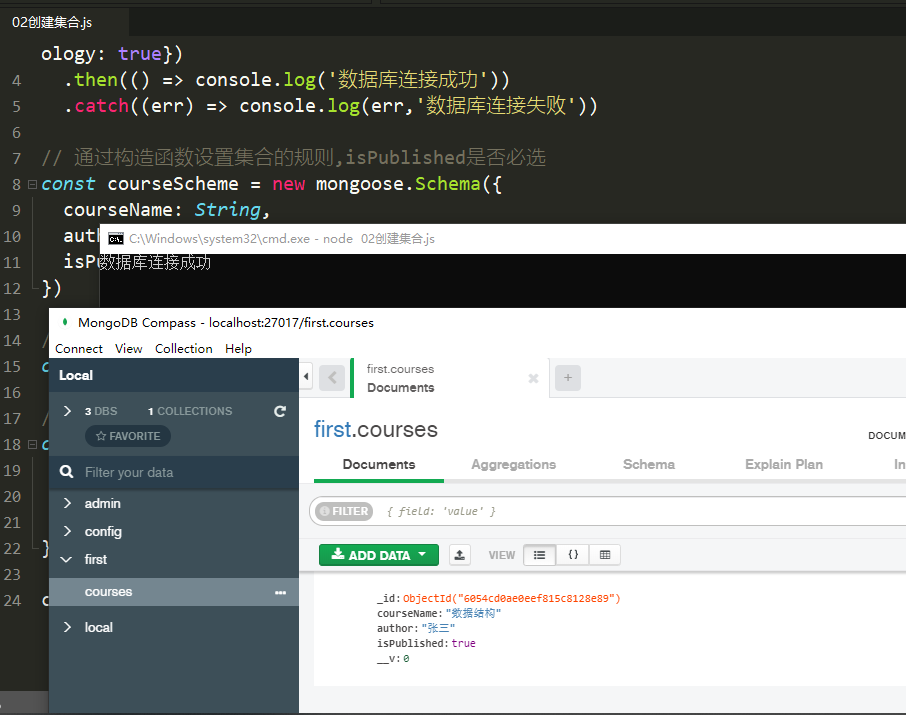 02创建集合.js
ology: true})
4 .then(() => console.log('数据库连接成功'))
5 .catch((err) => console.log(err,'数据库连接失败'))
6
7 // 通过构造函数设置集合的规则,isPublished是否必选
8 const courseScheme = new mongoose.Schema({
9 courseName: String,
10 auth
C:\Windows\system32\cmd.exe - node 02创建集合.js
11 isP
数据库连接成功
12 })
13
MongoDB Compass - localhost:27017/first.courses
14 /
Connect View Collection Help
15 c
Local
first.courses
Documents
+
16
3 DBS 1 COLLECTIONS
17 /
FAVORITE
first.courses
DOCUM
18 c
Documents Aggregations Schema Explain Plan In
19
Filter your data
20
admin
FILTER { field: 'value' }
21
config
22 }
first
ADD DATA VIEW {}
23
courses
24 c
local
_id:ObjectId("6054cd0ae0eef815c8128e89")
courseName:"数据结构"
author:"张三"
isPublished:true
__v:0